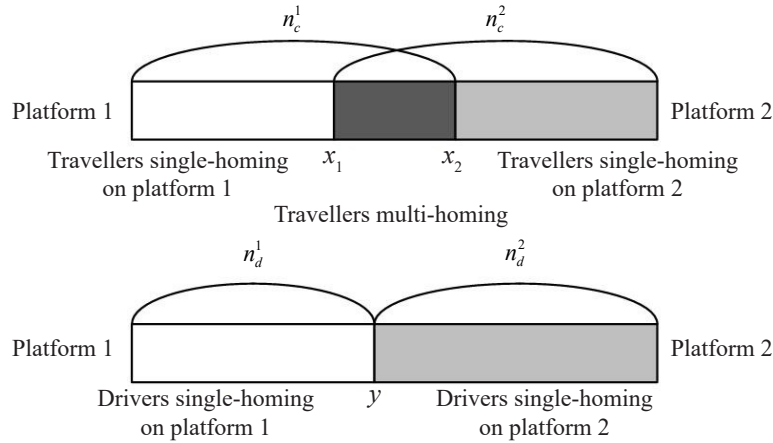 n_c^1 n_c^2
Platform 1 Platform 2
Travellers single-homing on platform 1
x_1 x_2
Travellers single-homing on platform 2
Travellers multi-homing
n_d^1 n_d^2
Platform 1 Platform 2
Drivers single-homing on platform 1
y
Drivers single-homing on platform 2